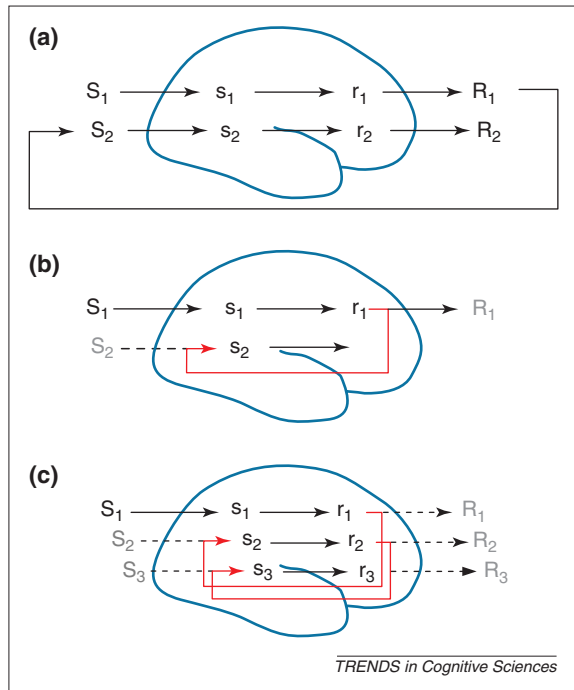 (a)
S₁ s₁ r₁ R₁
S₂ s₂ r₂ R₂
(b)
S₁ s₁ r₁ R₁
S₂ s₂
(c)
S₁ s₁ r₁ R₁
S₂ s₂ r₂ R₂
S₃ s₃ r₃ R₃
TRENDS in Cognitive Sciences